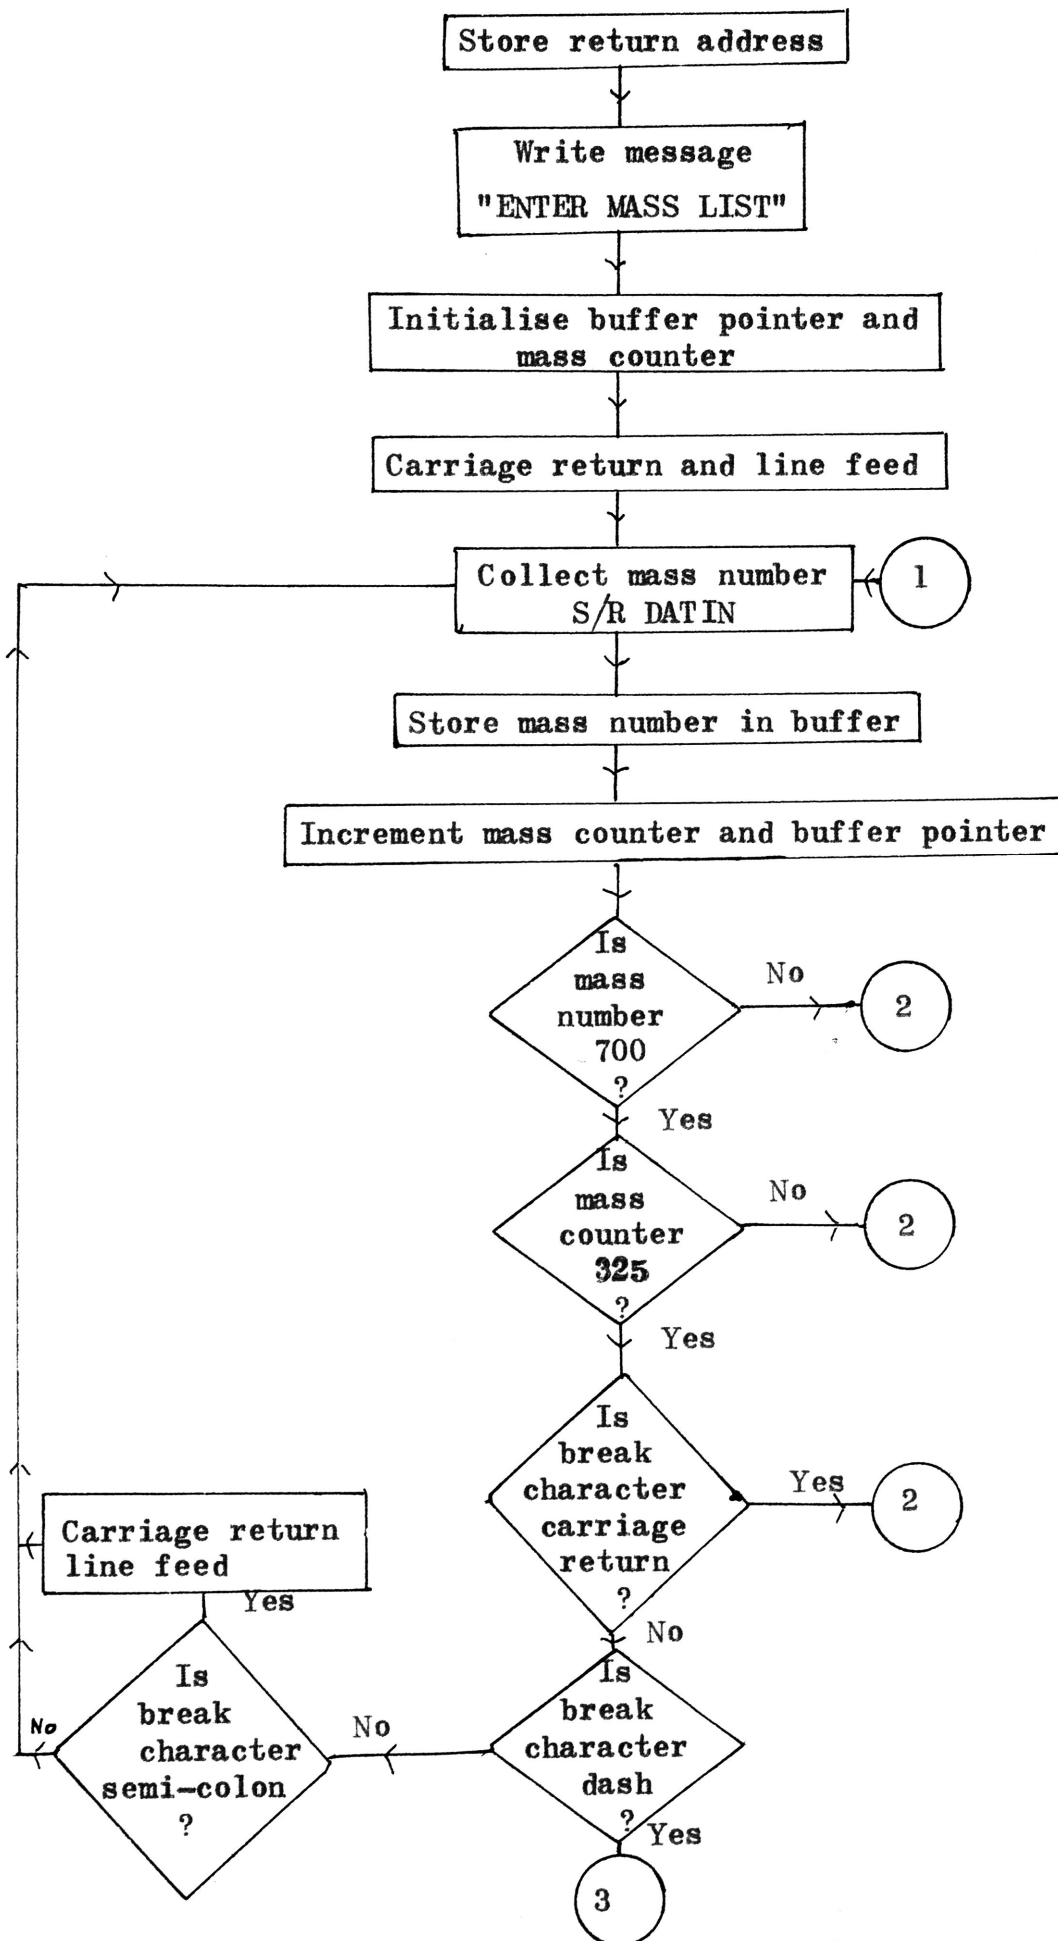 Store return address
Write message
"ENTER MASS LIST"
Initialise buffer pointer and
mass counter
Carriage return and line feed
Collect mass number
S/R DATIN
1
Store mass number in buffer
Increment mass counter and buffer pointer
Is
mass
number
700
?
No
2
Yes
Is
mass
counter
325
?
No
2
Yes
Is
break
character
carriage
return
?
Yes
2
No
Is
break
character
dash
?
Yes
3
No
Is
break
character
semi-colon
?
No
Yes
Carriage return
line feed